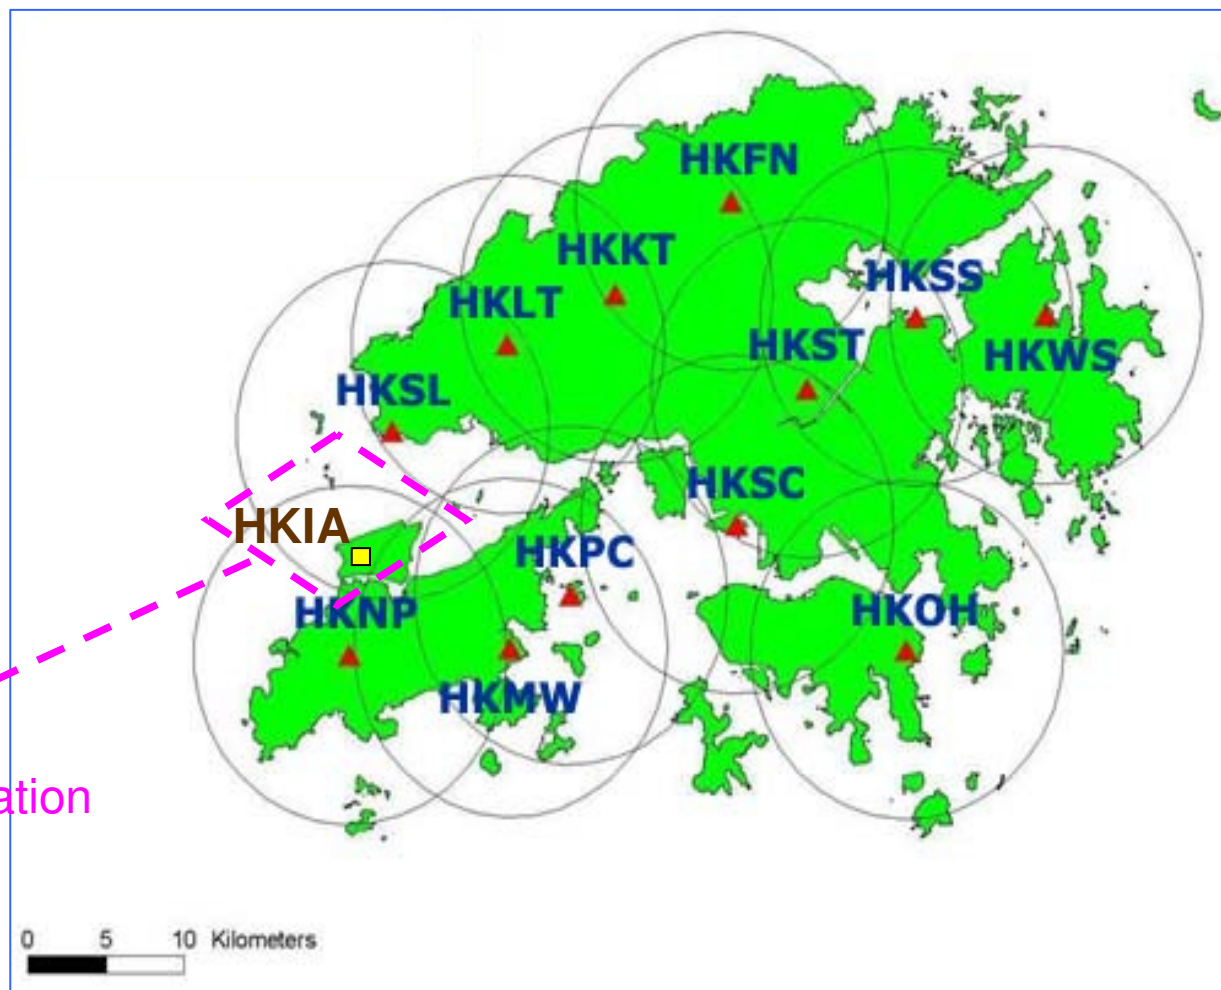 HKFN
HKKT
HKSS
HKLT
HKST
HKWS
HKSL
HKSC
HKIA
HKPC
HKNP
HKOH
HKMW
ation
0 5 10 Kilometers